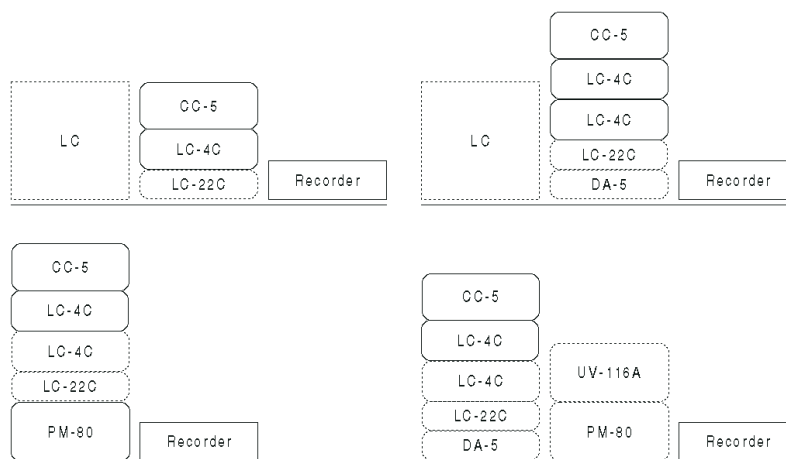 CC-5
LC
LC-4C
LC-22C
Recorder
CC-5
LC-4C
LC
LC-4C
LC-22C
DA-5
Recorder
CC-5
LC-4C
LC-4C
LC-22C
PM-80
Recorder
CC-5
LC-4C
LC-4C
UV-116A
LC-22C
PM-80
DA-5
Recorder